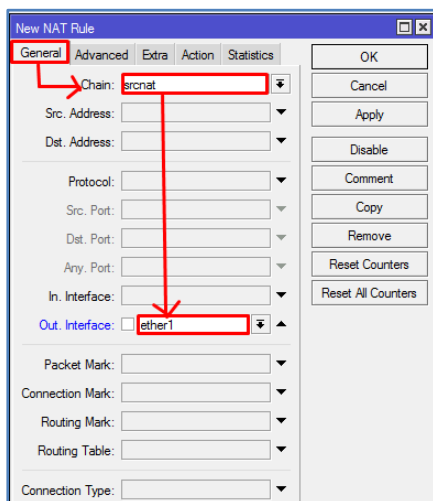 New NAT Rule
General Advanced Extra Action Statistics
Chain: srcnat
Src. Address:
Dst. Address:
Protocol:
Src. Port:
Dst. Port:
Any. Port:
In. Interface:
Out. Interface: ether1
Packet Mark:
Connection Mark:
Routing Mark:
Routing Table:
Connection Type:
OK
Cancel
Apply
Disable
Comment
Copy
Remove
Reset Counters
Reset All Counters